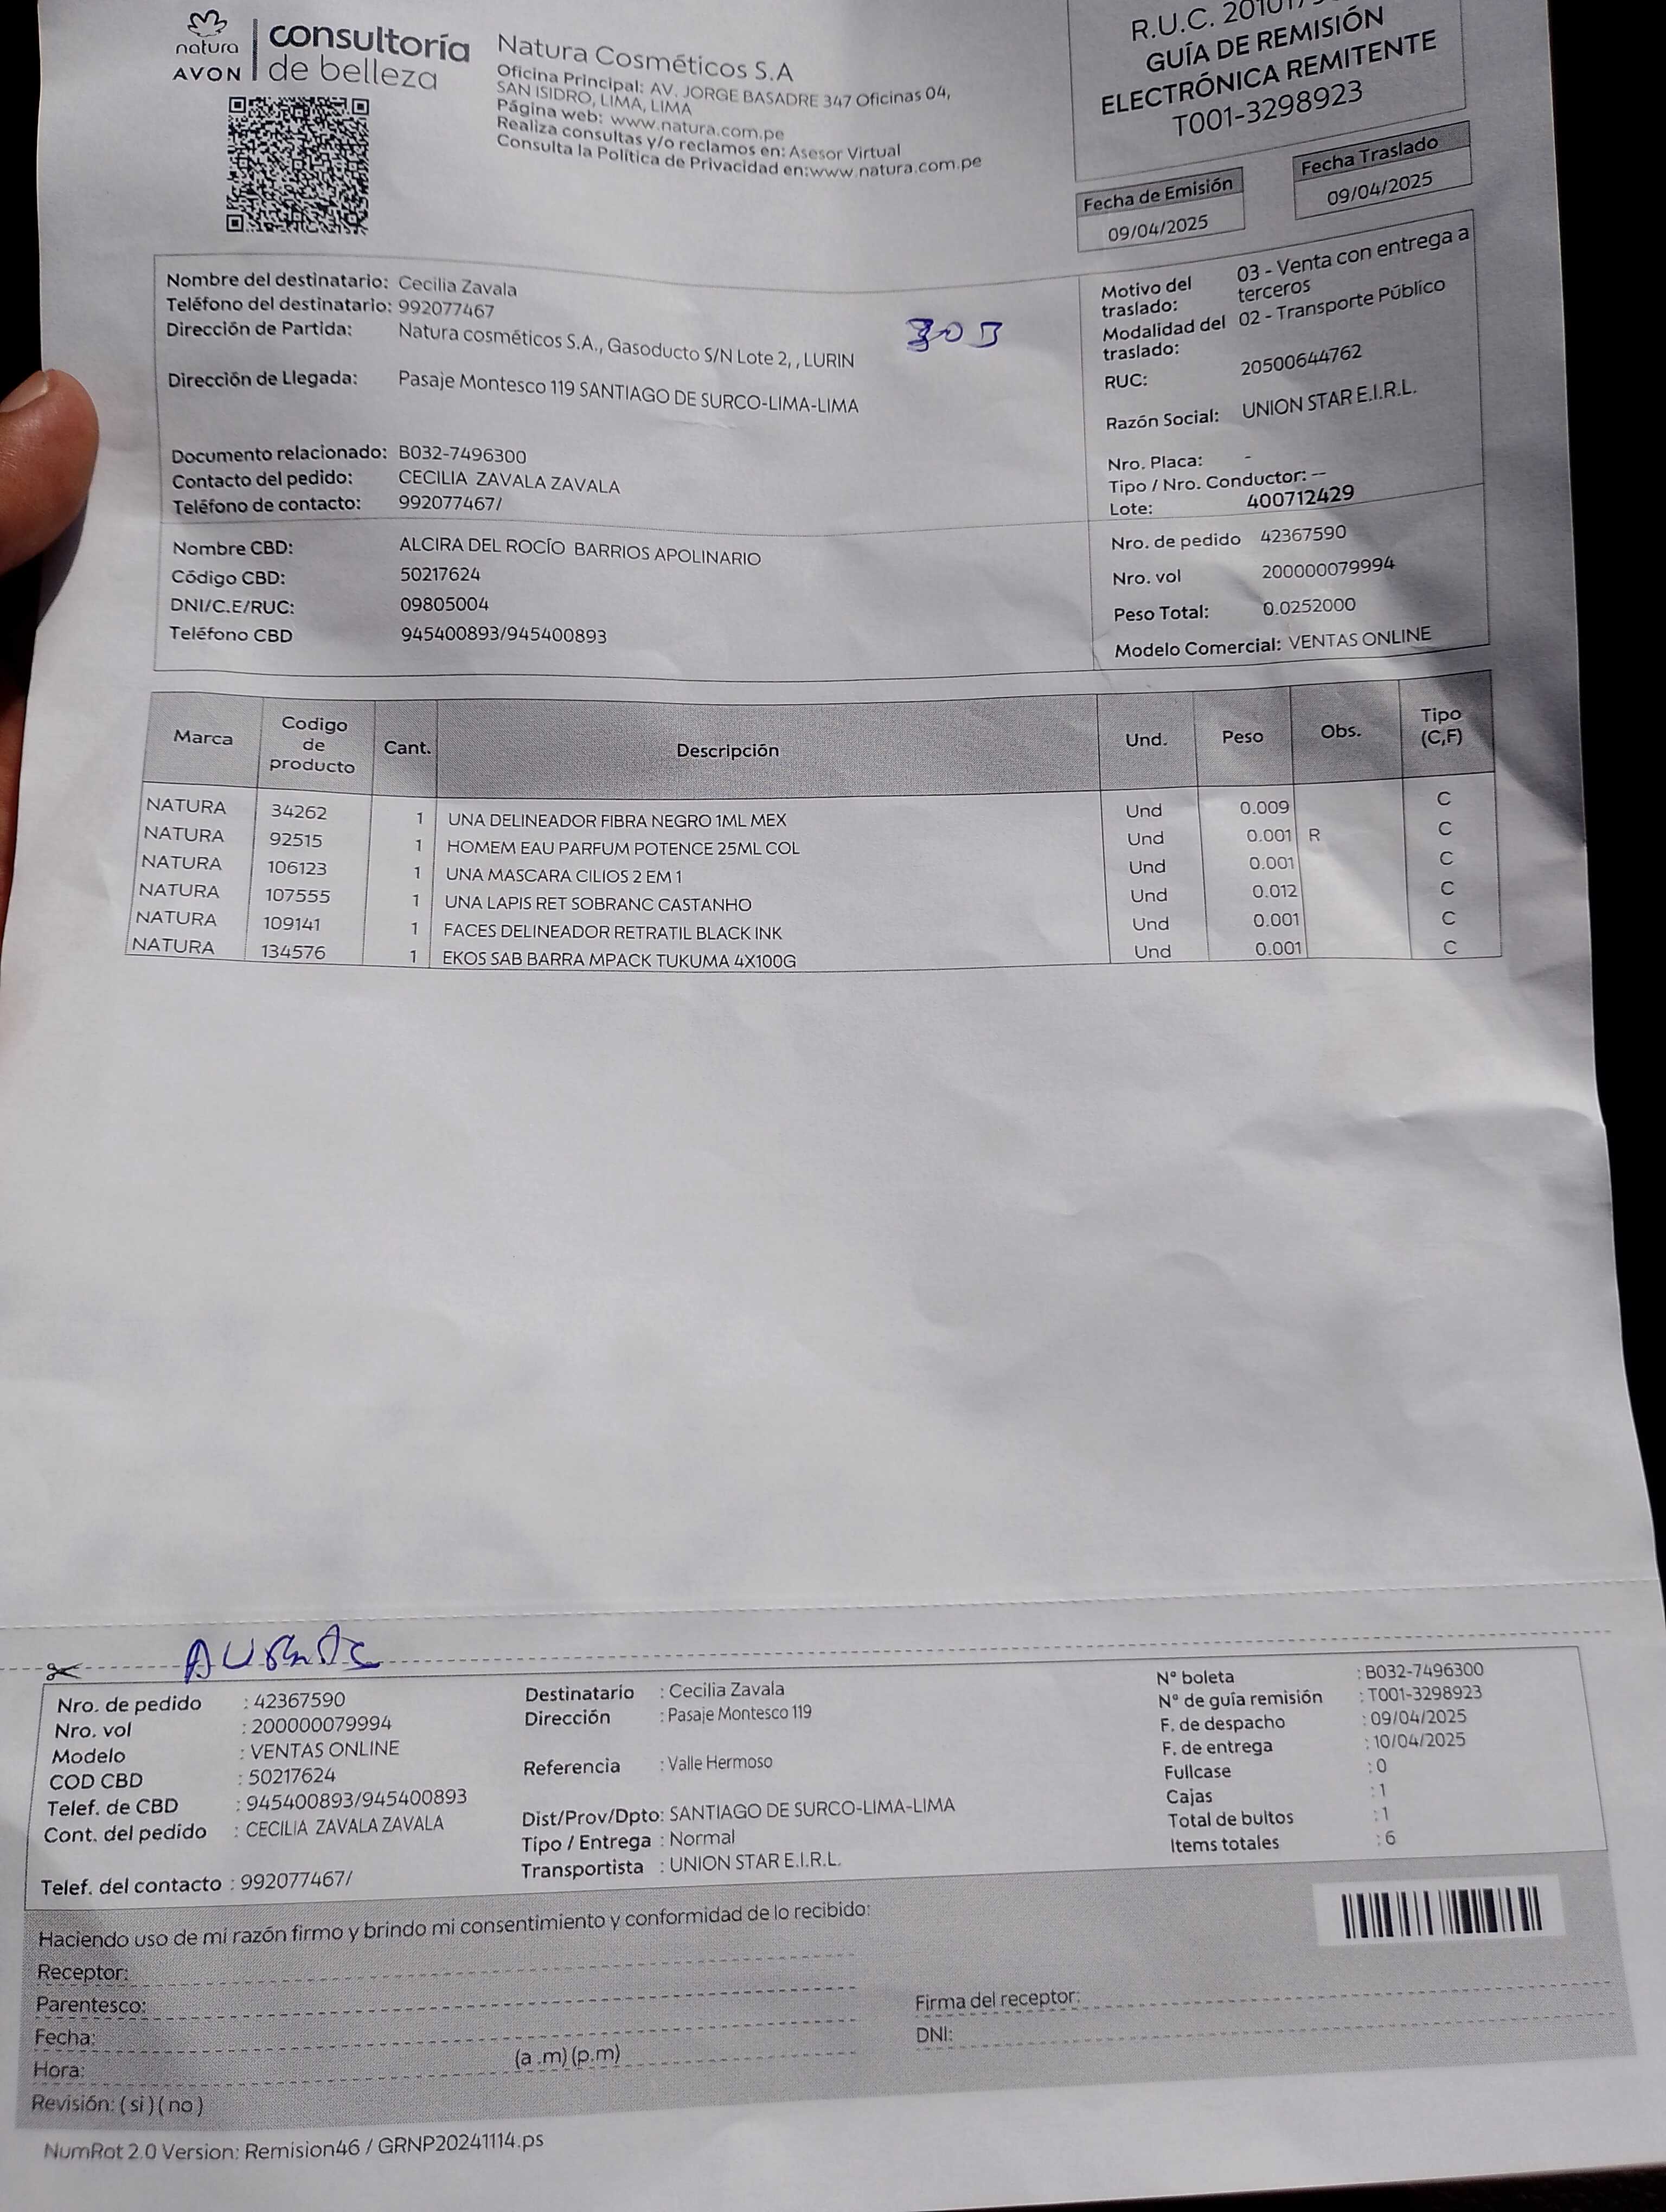 natura
AVON
consultoría
de belleza
Natura Cosméticos S.A
Oficina Principal: AV. JORGE BASADRE 347 Oficinas 04,
SAN ISIDRO, LIMA, LIMA
Página web: www.natura.com.pe
Realiza consultas y/o reclamos en: Asesor Virtual
Consulta la Política de Privacidad en:www.natura.com.pe
R.U.C.
GUÍA DE REMISIÓN
ELECTRÓNICA REMITENTE
T001-3298923
Fecha de Emisión
09/04/2025
Fecha Traslado
09/04/2025
Nombre del destinatario: Cecilia Zavala
Teléfono del destinatario: 992077467
Dirección de Partida: Natura cosméticos S.A., Gasoducto S/N Lote 2, , LURIN
Dirección de Llegada: Pasaje Montesco 119 SANTIAGO DE SURCO-LIMA-LIMA
Documento relacionado: B032-7496300
Contacto del pedido: CECILIA ZAVALA ZAVALA
Teléfono de contacto: 992077467/
Motivo del traslado: 03 - Venta con entrega a terceros
Modalidad del traslado: 02 - Transporte Público
RUC: 20500644762
Razón Social: UNION STAR E.I.R.L.
Nro. Placa: -
Tipo / Nro. Conductor: --
Lote: 400712429
Nombre CBD: ALCIRA DEL ROCÍO BARRIOS APOLINARIO
Código CBD: 50217624
DNI/C.E/RUC: 09805004
Teléfono CBD 945400893/945400893
Nro. de pedido 42367590
Nro. vol 200000079994
Peso Total: 0.0252000
Modelo Comercial: VENTAS ONLINE
Marca Codigo de producto Cant. Descripción Und. Peso Obs. Tipo (C,F)
NATURA 34262 1 UNA DELINEADOR FIBRA NEGRO 1ML MEX Und 0.009 C
NATURA 92515 1 HOMEM EAU PARFUM POTENCE 25ML COL Und 0.001 R C
NATURA 106123 1 UNA MASCARA CILIOS 2 EM 1 Und 0.001 C
NATURA 107555 1 UNA LAPIS RET SOBRANC CASTANHO Und 0.012 C
NATURA 109141 1 FACES DELINEADOR RETRATIL BLACK INK Und 0.001 C
NATURA 134576 1 EKOS SAB BARRA MPACK TUKUMA 4X100G Und 0.001 C
Nro. de pedido : 42367590
Nro. vol : 200000079994
Modelo : VENTAS ONLINE
COD CBD : 50217624
Telef. de CBD : 945400893/945400893
Cont. del pedido : CECILIA ZAVALA ZAVALA
Telef. del contacto : 992077467/
Destinatario : Cecilia Zavala
Dirección : Pasaje Montesco 119
Referencia : Valle Hermoso
Dist/Prov/Dpto: SANTIAGO DE SURCO-LIMA-LIMA
Tipo / Entrega : Normal
Transportista : UNION STAR E.I.R.L.
N° boleta : B032-7496300
N° de guía remisión : T001-3298923
F. de despacho : 09/04/2025
F. de entrega : 10/04/2025
Fullcase : 0
Cajas : 1
Total de bultos : 1
Items totales : 6
Haciendo uso de mi razón firmo y brindo mi consentimiento y conformidad de lo recibido:
Receptor:
Parentesco:
Fecha:
Hora: (a .m) (p.m)
Revisión: ( si ) ( no )
Firma del receptor:
DNI:
NumRot 2.0 Version: Remision46 / GRNP20241114.ps